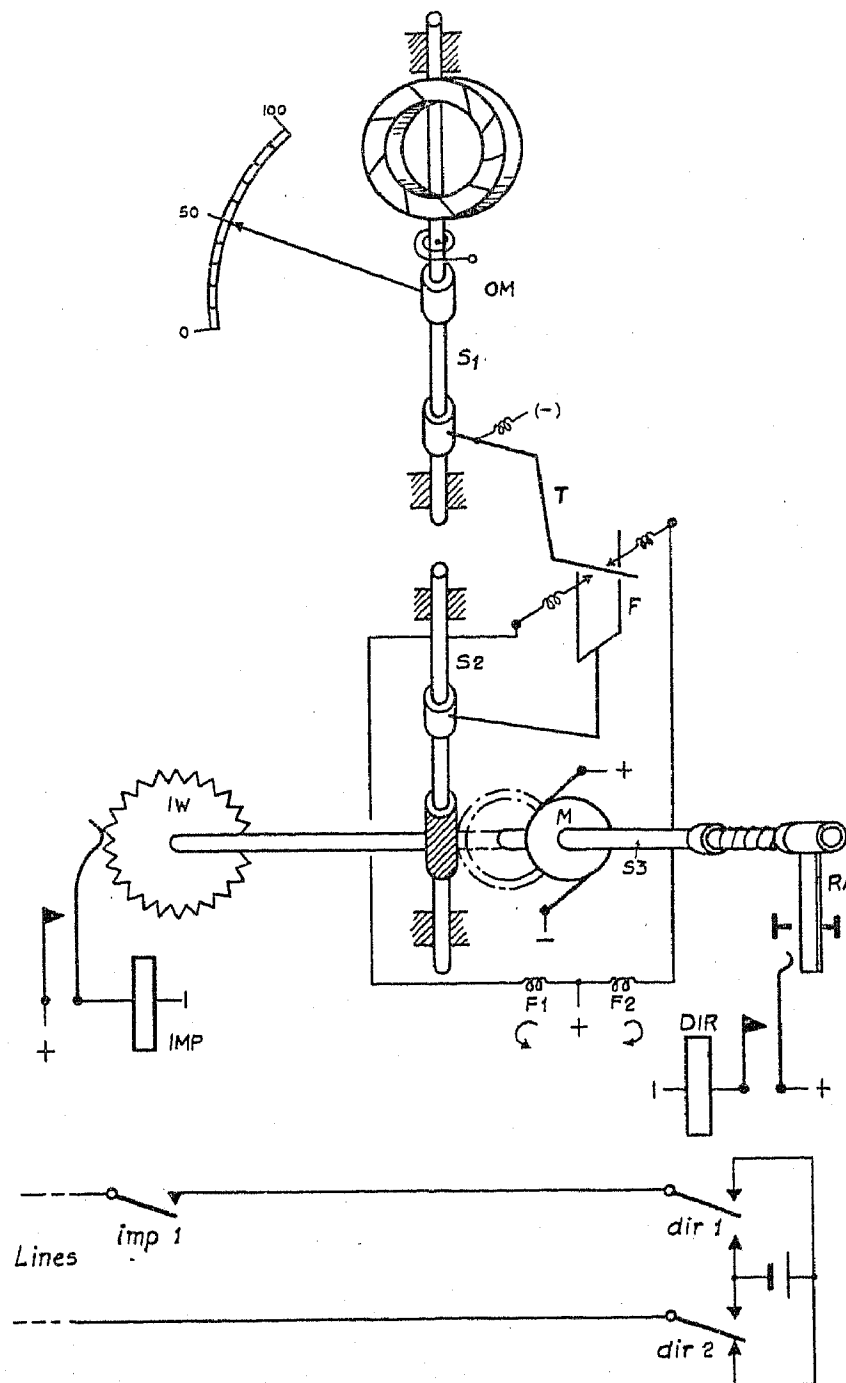 100
50
0
OM
S1
(-)
T
F
S2
IW
M
+
S3
-
F1
+
F2
+
IMP
DIR
+
imp 1
dir 1
Lines
dir 2